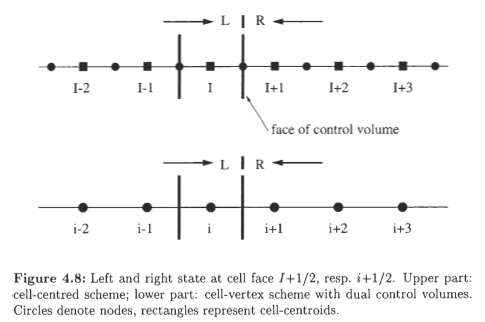 L R
I-2 I-1 I I+1 I+2 I+3
face of control volume
L R
i-2 i-1 i i+1 i+2 i+3
Figure 4.8: Left and right state at cell face I+1/2, resp. i+1/2. Upper part:
cell-centred scheme; lower part: cell-vertex scheme with dual control volumes.
Circles denote nodes, rectangles represent cell-centroids.